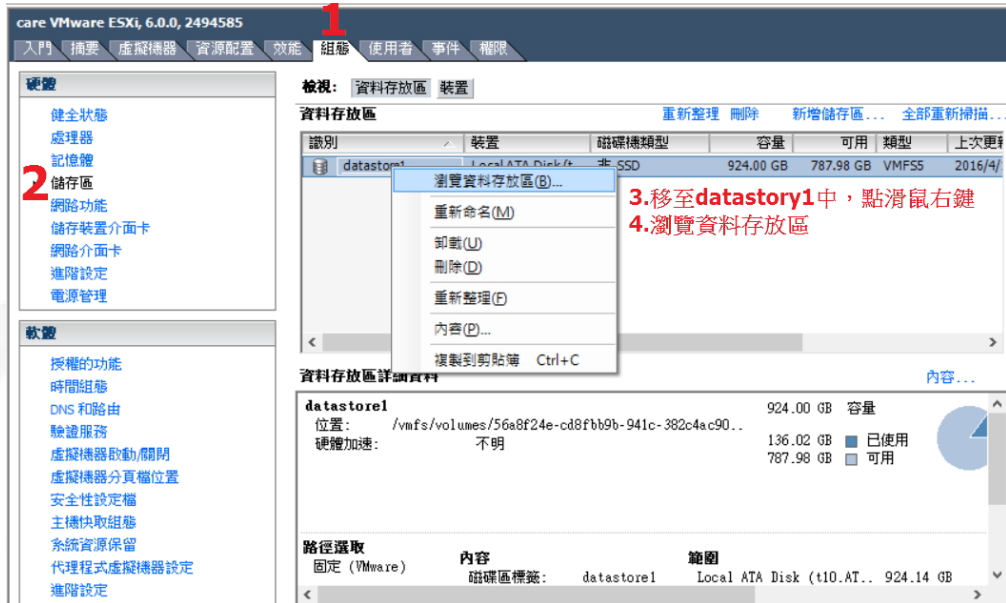 care VMware ESXi, 6.0.0, 2494585
1
入門 摘要 虛擬機器 資源配置 效能 組態 使用者 事件 權限
硬體
健全狀態
處理器
記憶體
2
儲存區
網路功能
儲存裝置介面卡
網路介面卡
進階設定
電源管理
軟體
授權的功能
時間組態
DNS 和路由
驗證服務
虛擬機器啟動/關閉
虛擬機器分頁檔位置
安全性設定檔
主機快取組態
系統資源保留
代理程式虛擬機器設定
進階設定
檢視: 資料存放區 裝置
資料存放區 重新整理 刪除 新增儲存區... 全部重新掃描...
識別 裝置 磁碟機類型 容量 可用 類型 上次更新
datastore1 Local ATA Disk (t 非 SSD 924.00 GB 787.98 GB VMFS5 2016/4/
瀏覽資料存放區(B)...
重新命名(M)
卸載(U)
刪除(D)
重新整理(F)
內容(P)...
複製到剪貼簿 Ctrl+C
3.移至datastory1中，點滑鼠右鍵
4.瀏覽資料存放區
資料存放區詳細資料 內容...
datastore1 924.00 GB 容量
位置: /vmfs/volumes/56a8f24e-cd8fbb9b-941c-382c4ac90..
硬體加速: 不明 136.02 GB 已使用
787.98 GB 可用
路徑選取 內容 範圍
固定 (VMware) 磁碟區標籤: datastore1 Local ATA Disk (t10.AT.. 924.14 GB